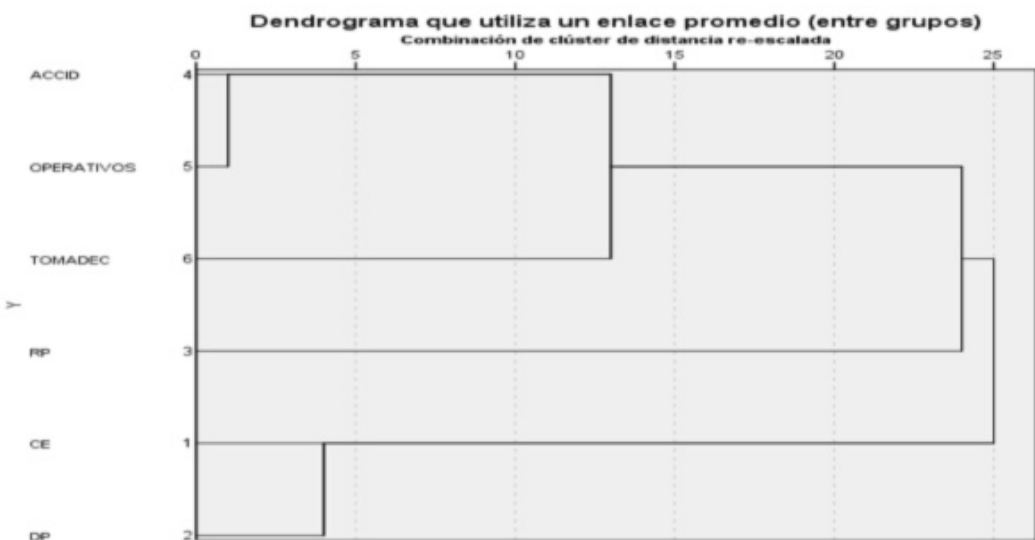 Dendrograma que utiliza un enlace promedio (entre grupos)
Combinación de clúster de distancia re-escalada
0 5 10 15 20 25
ACCID 4
OPERATIVOS 5
TOMADEC 6
Y
RP 3
CE 1
DP 2